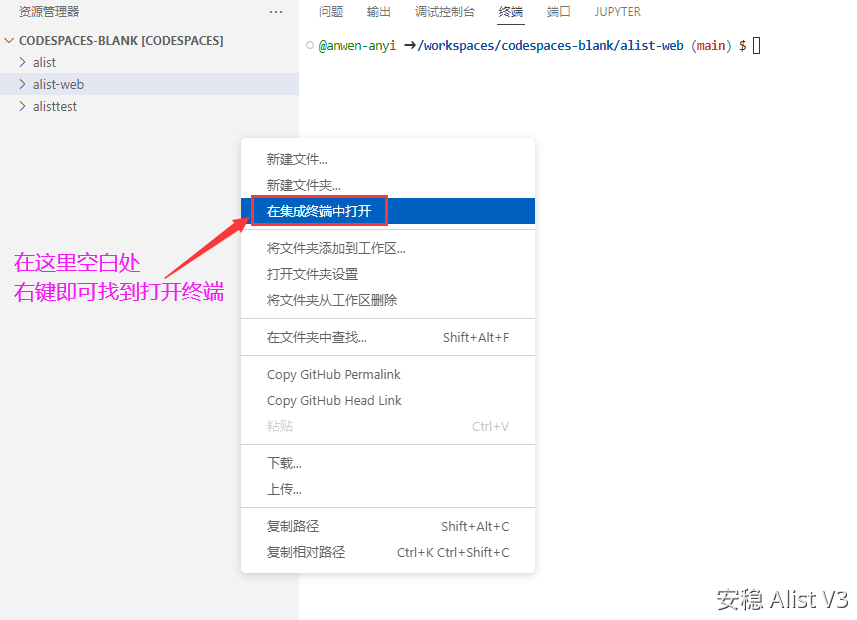 资源管理器 ···
CODESPACES-BLANK [CODESPACES]
alist
alist-web
alisttest
问题 输出 调试控制台 终端 端口 JUPYTER
@anwen-anyi ➜/workspaces/codespaces-blank/alist-web (main) $
新建文件...
新建文件夹...
在集成终端中打开
将文件夹添加到工作区...
打开文件夹设置
将文件夹从工作区删除
在文件夹中查找... Shift+Alt+F
Copy GitHub Permalink
Copy GitHub Head Link
粘贴 Ctrl+V
下载...
上传...
复制路径 Shift+Alt+C
复制相对路径 Ctrl+K Ctrl+Shift+C
在这里空白处
右键即可找到打开终端
安稳 Alist V3